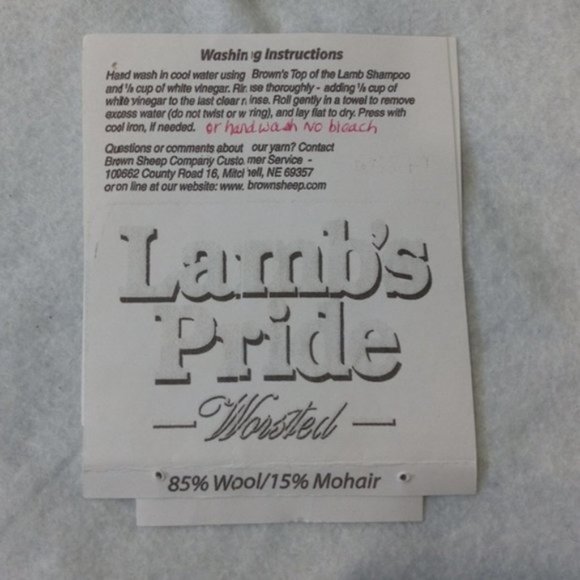 Washing Instructions
Hand wash in cool water using Brown's Top of the Lamb Shampoo
and ⅛ cup of white vinegar. Rinse thoroughly - adding ⅛ cup of
white vinegar to the last clear rinse. Roll gently in a towel to remove
excess water (do not twist or wring), and lay flat to dry. Press with
cool iron, if needed. or hand wash No bleach
Questions or comments about our yarn? Contact
Brown Sheep Company Customer Service -
100662 County Road 16, Mitchell, NE 69357
or on line at our website: www.brownsheep.com
Lamb's
Pride
Worsted
85% Wool/15% Mohair